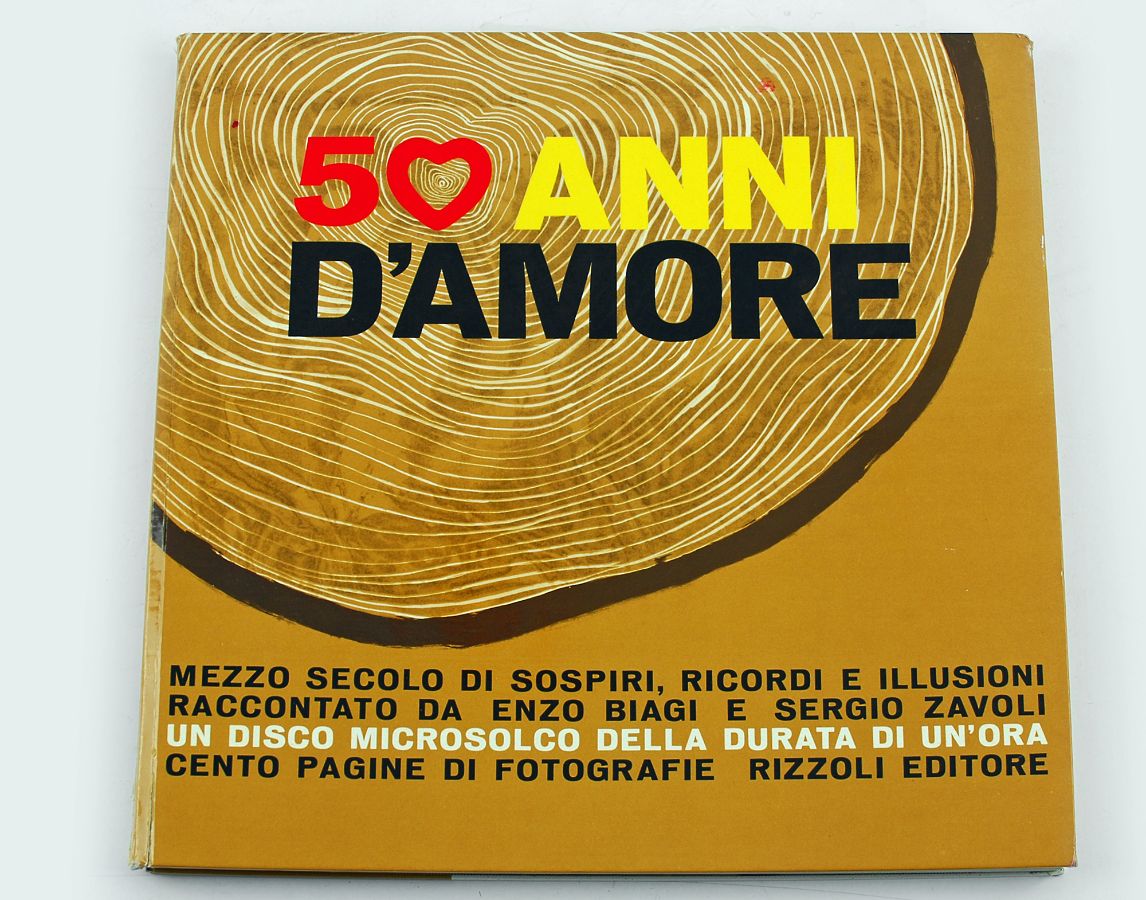 50 ANNI
D'AMORE
MEZZO SECOLO DI SOSPIRI, RICORDI E ILLUSIONI
RACCONTATO DA ENZO BIAGI E SERGIO ZAVOLI
UN DISCO MICROSOLCO DELLA DURATA DI UN'ORA
CENTO PAGINE DI FOTOGRAFIE RIZZOLI EDITORE